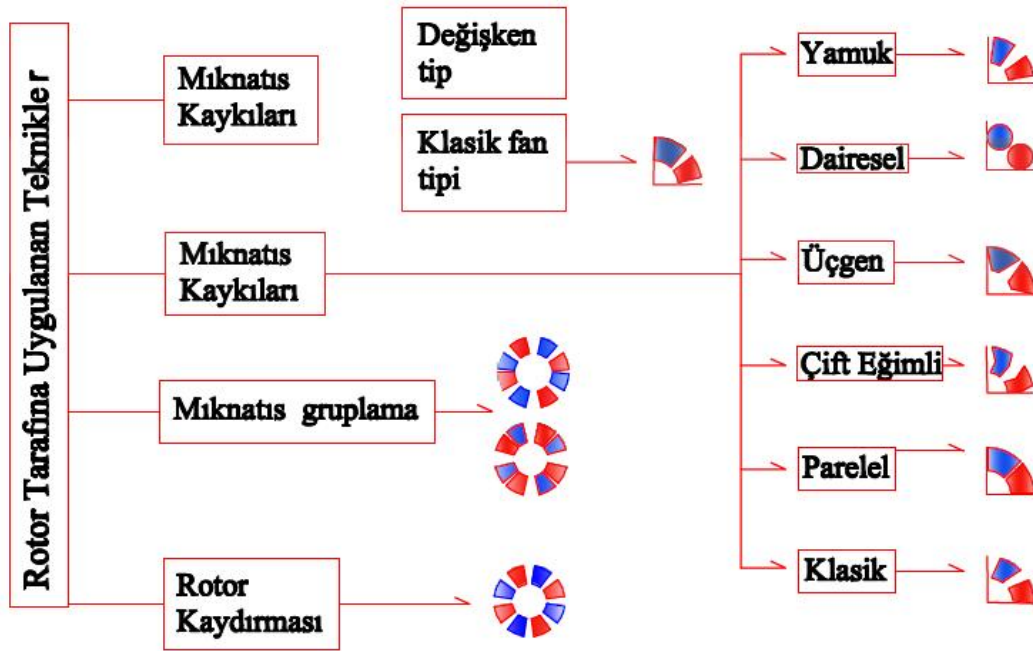 Rotor Tarafına Uygulanan Teknikler
Mıknatıs
Kaykıları
Değişken
tip
Klasik fan
tipi
Mıknatıs
Kaykıları
Mıknatıs gruplama
Rotor
Kaydırması
Yamuk
Dairesel
Üçgen
Çift Eğimli
Parelel
Klasik